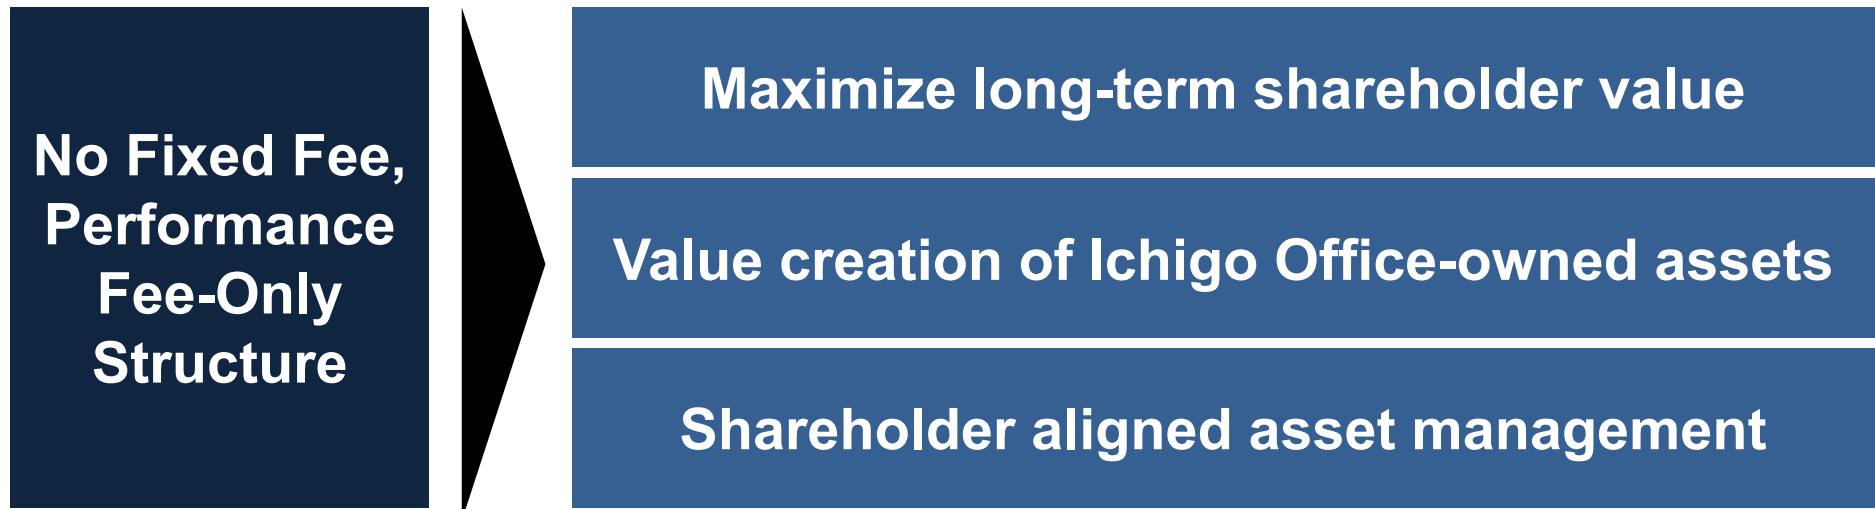 No Fixed Fee,
Performance
Fee-Only
Structure
Maximize long-term shareholder value
Value creation of Ichigo Office-owned assets
Shareholder aligned asset management